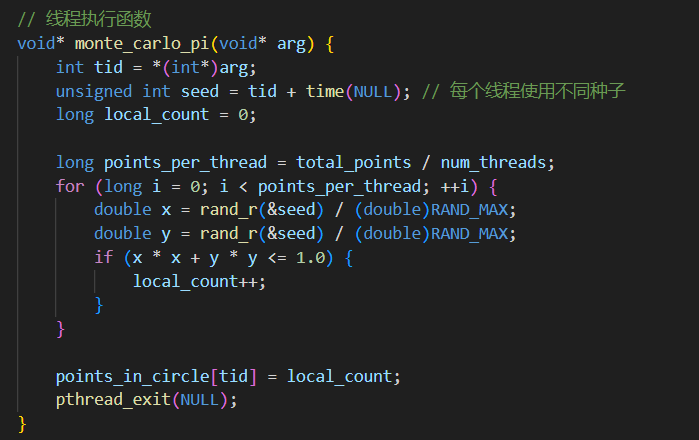 // 线程执行函数
void* monte_carlo_pi(void* arg) {
    int tid = *(int*)arg;
    unsigned int seed = tid + time(NULL); // 每个线程使用不同种子
    long local_count = 0;

    long points_per_thread = total_points / num_threads;
    for (long i = 0; i < points_per_thread; ++i) {
        double x = rand_r(&seed) / (double)RAND_MAX;
        double y = rand_r(&seed) / (double)RAND_MAX;
        if (x * x + y * y <= 1.0) {
            local_count++;
        }
    }

    points_in_circle[tid] = local_count;
    pthread_exit(NULL);
}